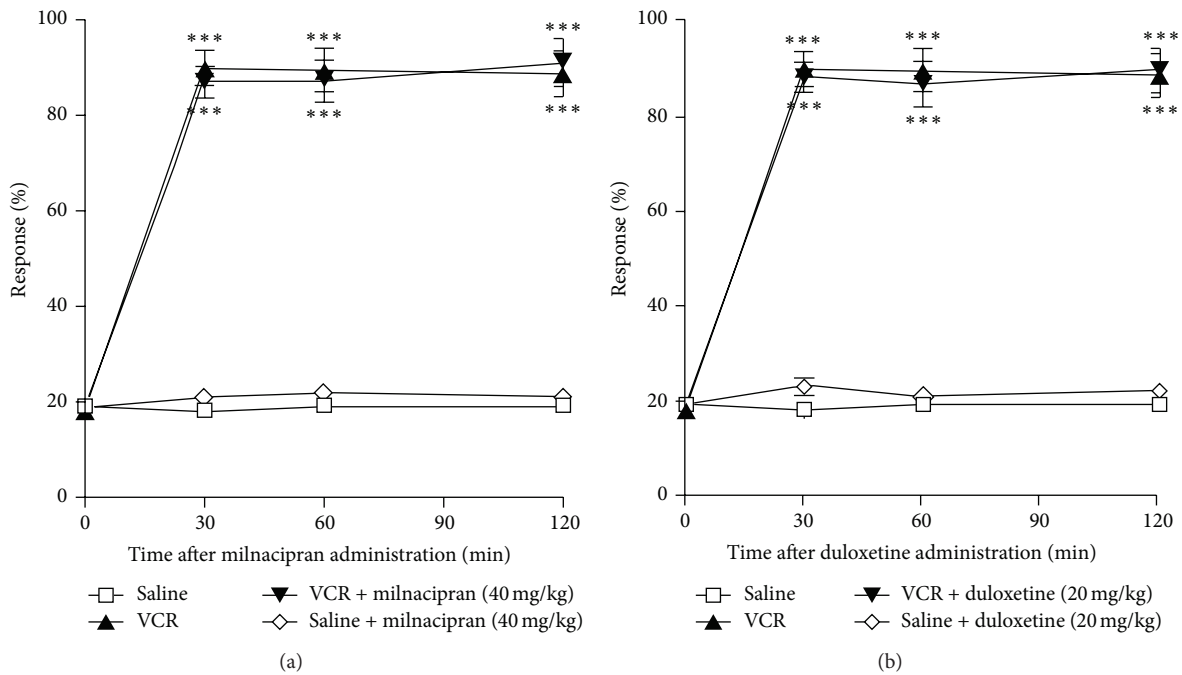 100
80
60
40
20
0
Response (%)
*** *** ***
*** *** ***
0 30 60 90 120
Time after milnacipran administration (min)
Saline
VCR
VCR + milnacipran (40 mg/kg)
Saline + milnacipran (40 mg/kg)
(a)
100
80
60
40
20
0
Response (%)
*** *** ***
*** *** ***
0 30 60 90 120
Time after duloxetine administration (min)
Saline
VCR
VCR + duloxetine (20 mg/kg)
Saline + duloxetine (20 mg/kg)
(b)